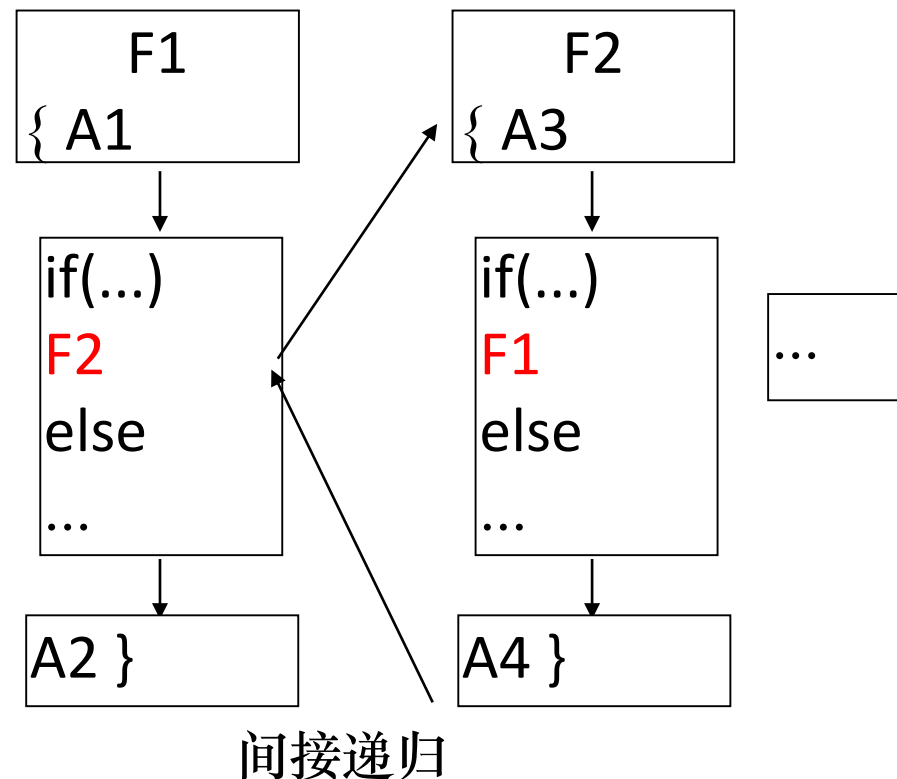 F1
{ A1
if(...)
F2
else
...
A2 }
F2
{ A3
if(...)
F1
else
...
A4 }
...
间接递归